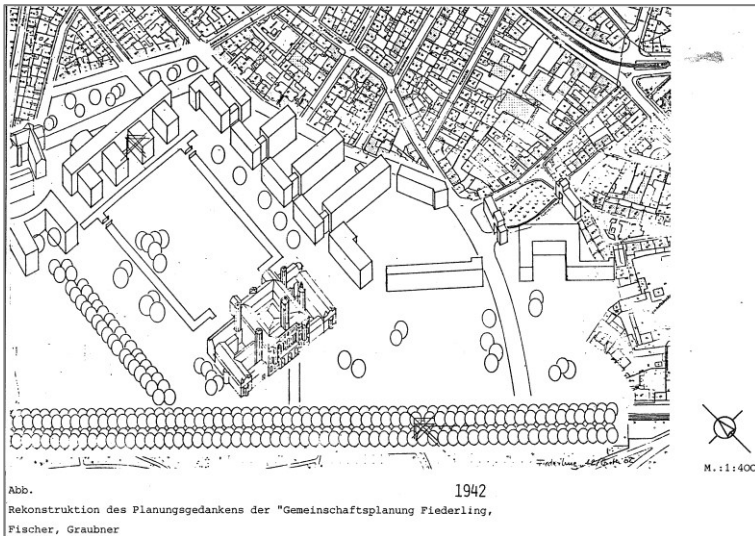 M.:1:400
Abb.
1942
Rekonstruktion des Planungsgedankens der "Gemeinschaftsplanung Fiederling,
Fischer, Graubner